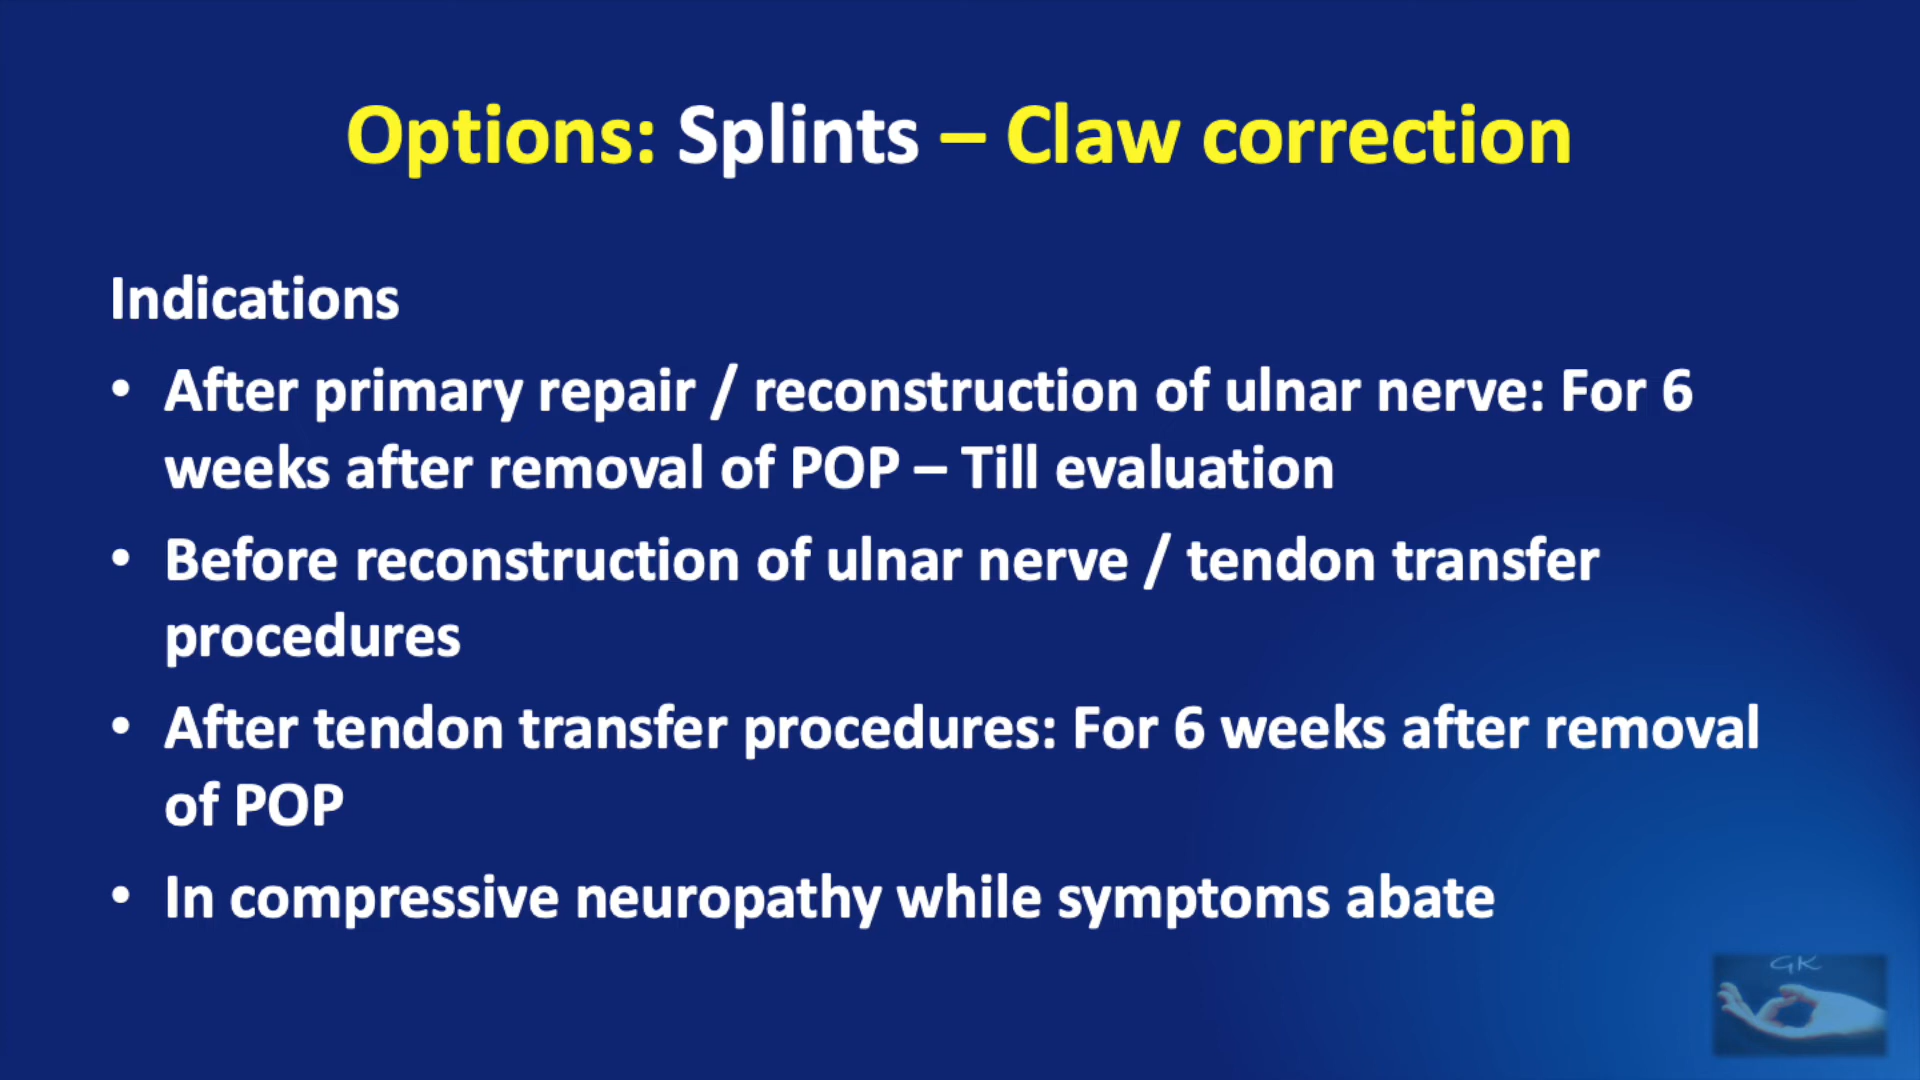 Options: Splints – Claw correction
Indications
• After primary repair / reconstruction of ulnar nerve: For 6
weeks after removal of POP – Till evaluation
• Before reconstruction of ulnar nerve / tendon transfer
procedures
• After tendon transfer procedures: For 6 weeks after removal
of POP
• In compressive neuropathy while symptoms abate
GK